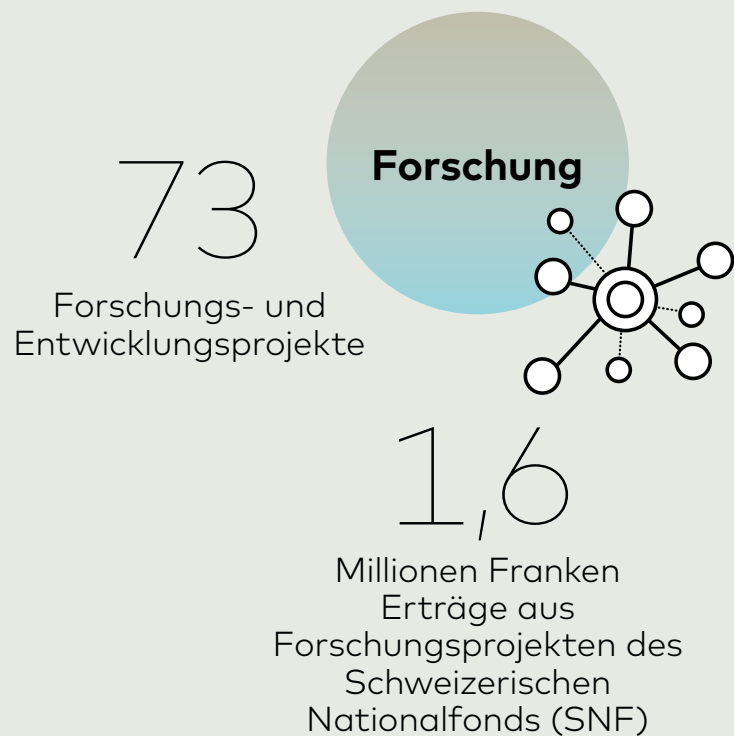 Forschung
73
Forschungs- und
Entwicklungsprojekte
1,6
Millionen Franken
Erträge aus
Forschungsprojekten des
Schweizerischen
Nationalfonds (SNF)